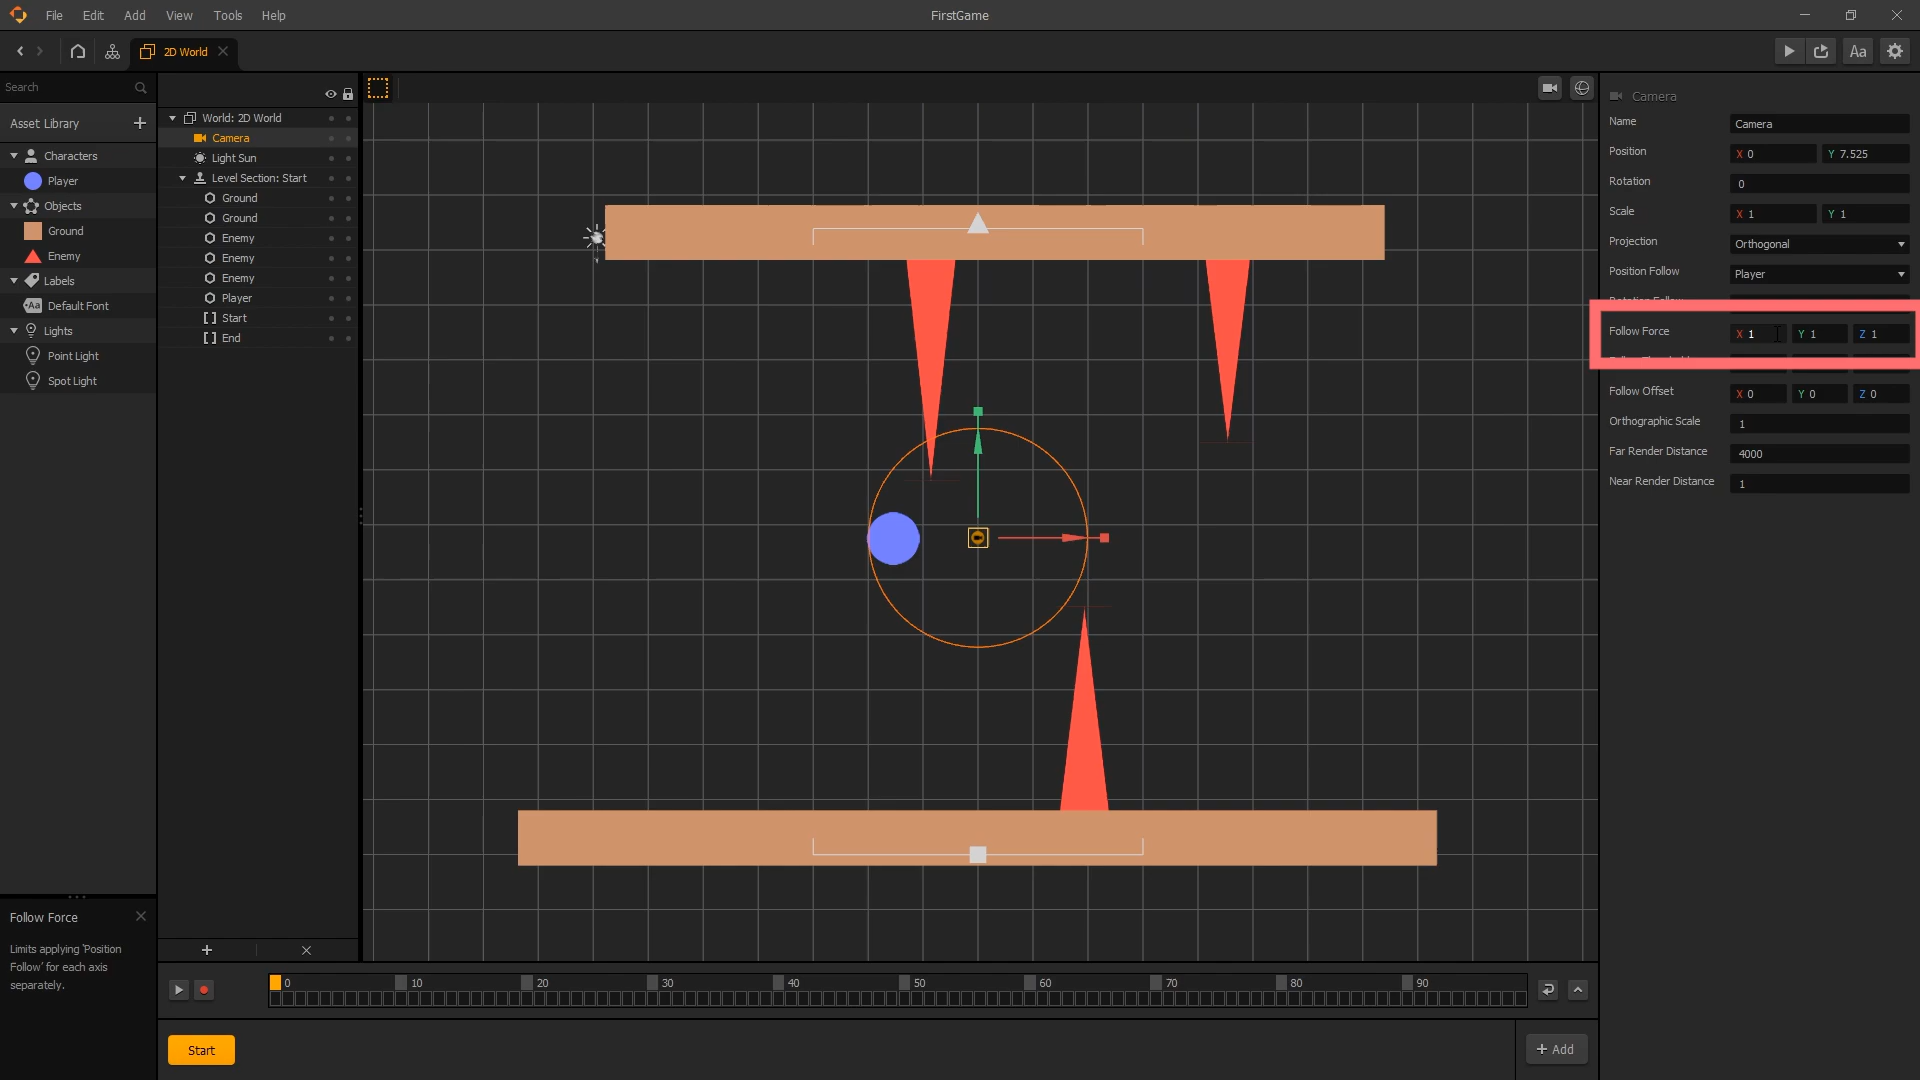 File Edit Add View Tools Help
FirstGame
2D World
Aa
Search
Asset Library
Characters
Player
Objects
Ground
Enemy
Labels
Aa Default Font
Lights
Point Light
Spot Light
World: 2D World
Camera
Light Sun
Level Section: Start
Ground
Ground
Enemy
Enemy
Enemy
Player
Start
End
Camera
Name Camera
Position X 0 Y 7.525
Rotation 0
Scale X 1 Y 1
Projection Orthogonal
Position Follow Player
Follow Force X 1 Y 1 Z 1
Follow Offset X 0 Y 0 Z 0
Orthographic Scale 1
Far Render Distance 4000
Near Render Distance 1
Follow Force
Limits applying 'Position
Follow' for each axis
separately.
0 10 20 30 40 50 60 70 80 90
Start
+ Add